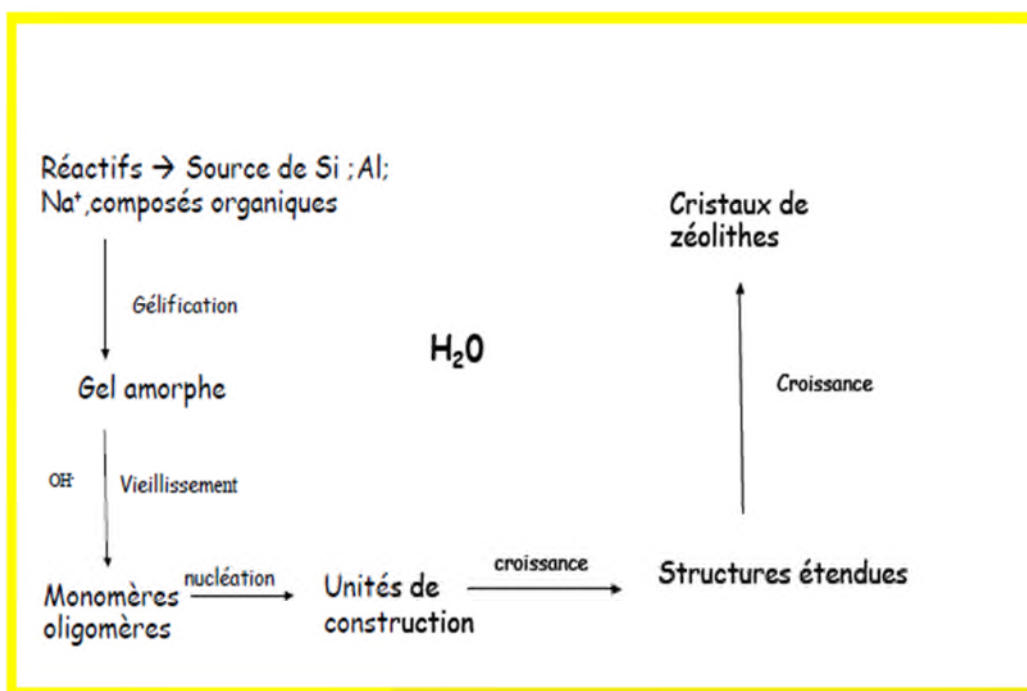 Réactifs → Source de Si ;Al;
Na⁺,composés organiques
Gélification
Gel amorphe
OH- Vieillissement
Monomères
oligomères
nucléation
Unités de
construction
croissance
Structures étendues
Croissance
Cristaux de
zéolithes
H₂0